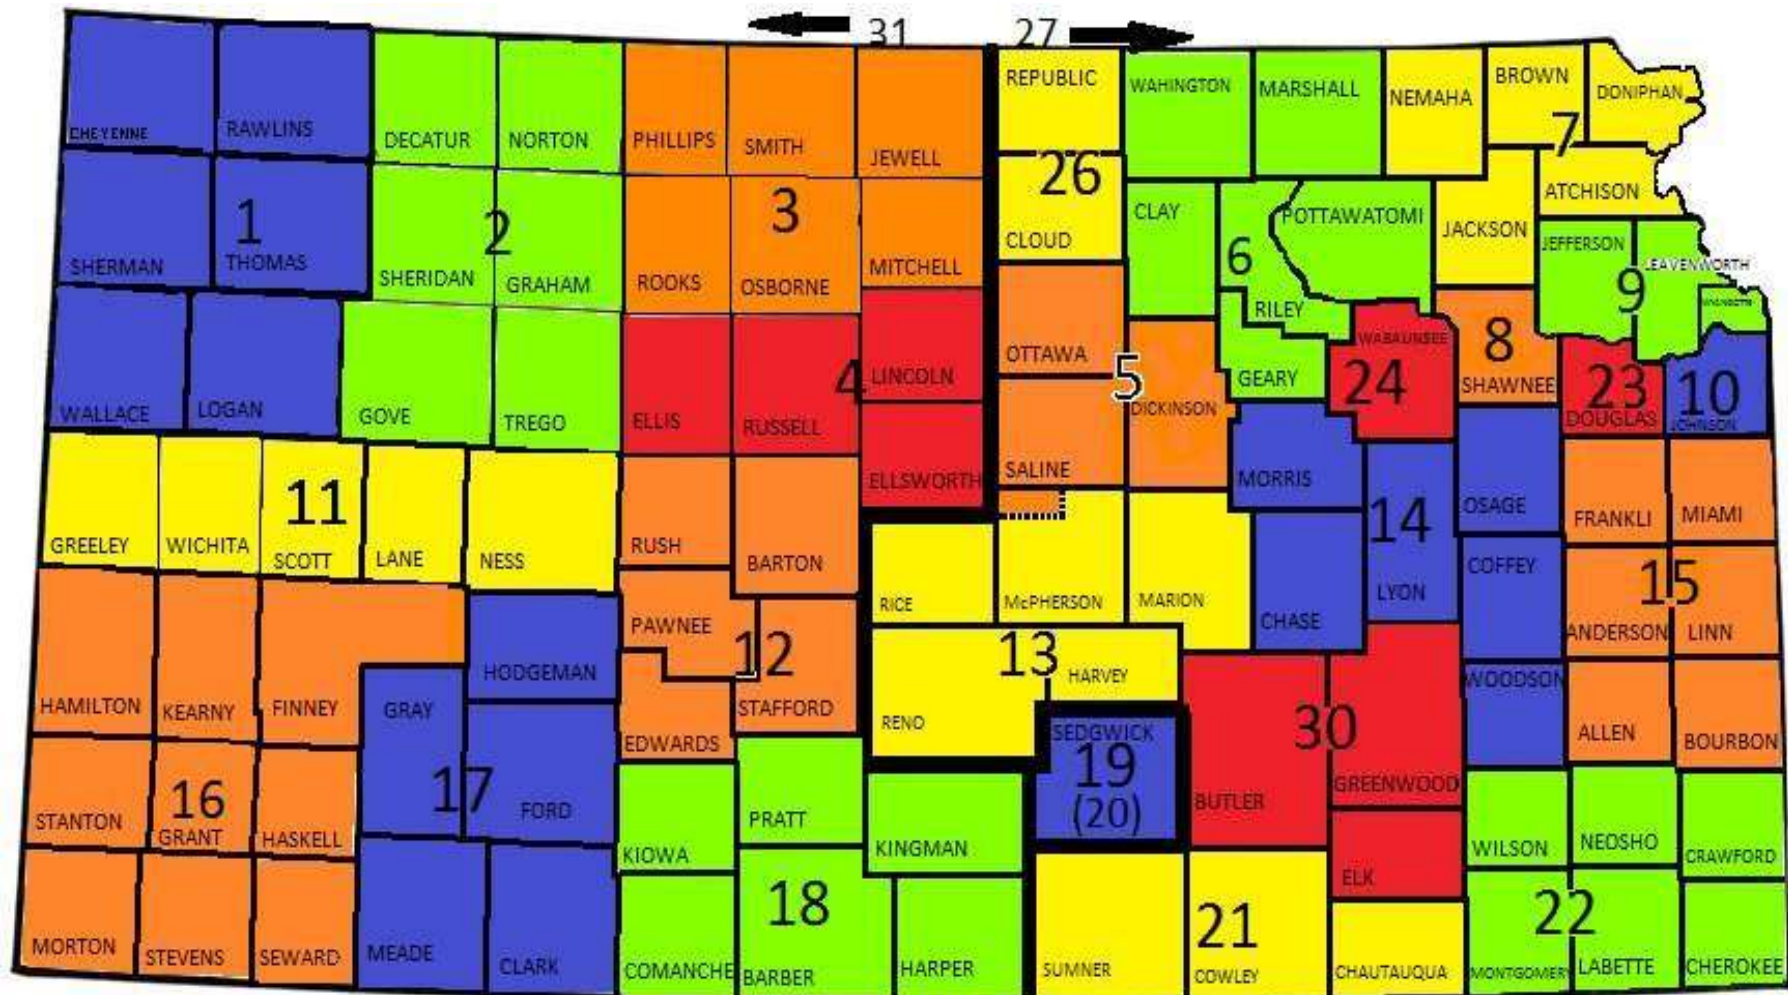 31 27
REPUBLIC
WAHINGTON
MARSHALL
NEMAHA
BROWN
DONIPHAN
CHEYENNE
RAWLINS
DECATUR
NORTON
PHILLIPS
SMITH
JEWELL
7
26
ATCHISON
1
2
3
CLAY
POTTAWATOMI
JACKSON
SHERMAN
THOMAS
SHERIDAN
GRAHAM
ROOKS
OSBORNE
MITCHELL
CLOUD
6
JEFFERSON
LEAVENWORTH
9
RILEY
WALLACE
LOGAN
GOVE
TREGO
ELLIS
RUSSELL
4
LINCOLN
OTTAWA
5
DICKINSON
GEARY
WABAUNSEE
24
8
SHAWNEE
23
DOUGLAS
10
JOHNSON
ELLSWORTH
SALINE
MORRIS
14
OSAGE
FRANKLI
MIAMI
GREELEY
WICHITA
11
SCOTT
LANE
NESS
RUSH
BARTON
RICE
McPHERSON
MARION
CHASE
LYON
COFFEY
15
ANDERSON
LINN
HAMILTON
KEARNY
FINNEY
GRAY
HODGEMAN
PAWNEE
12
STAFFORD
EDWARDS
13
HARVEY
RENO
SEDGWICK
19
(20)
30
BUTLER
GREENWOOD
WOODSON
ALLEN
BOURBON
STANTON
16
GRANT
HASKELL
17
FORD
KIOWA
PRATT
KINGMAN
ELK
WILSON
NEOSHO
CRAWFORD
MORTON
STEVENS
SEWARD
MEADE
CLARK
COMANCHE
18
BARBER
HARPER
SUMNER
21
COWLEY
CHAUTAUQUA
22
MONTGOMERY
LABETTE
CHEROKEE